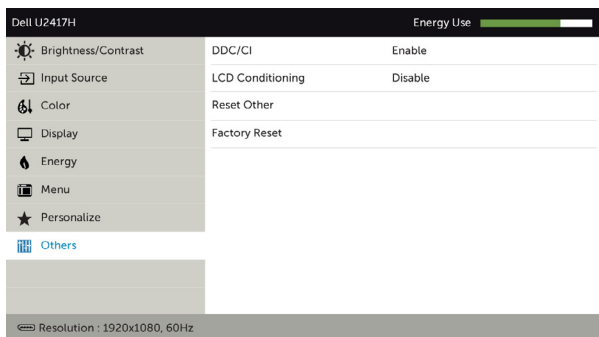 Dell U2417H Energy Use
Brightness/Contrast DDC/CI Enable
Input Source LCD Conditioning Disable
Color Reset Other
Display Factory Reset
Energy
Menu
Personalize
Others
Resolution : 1920x1080, 60Hz